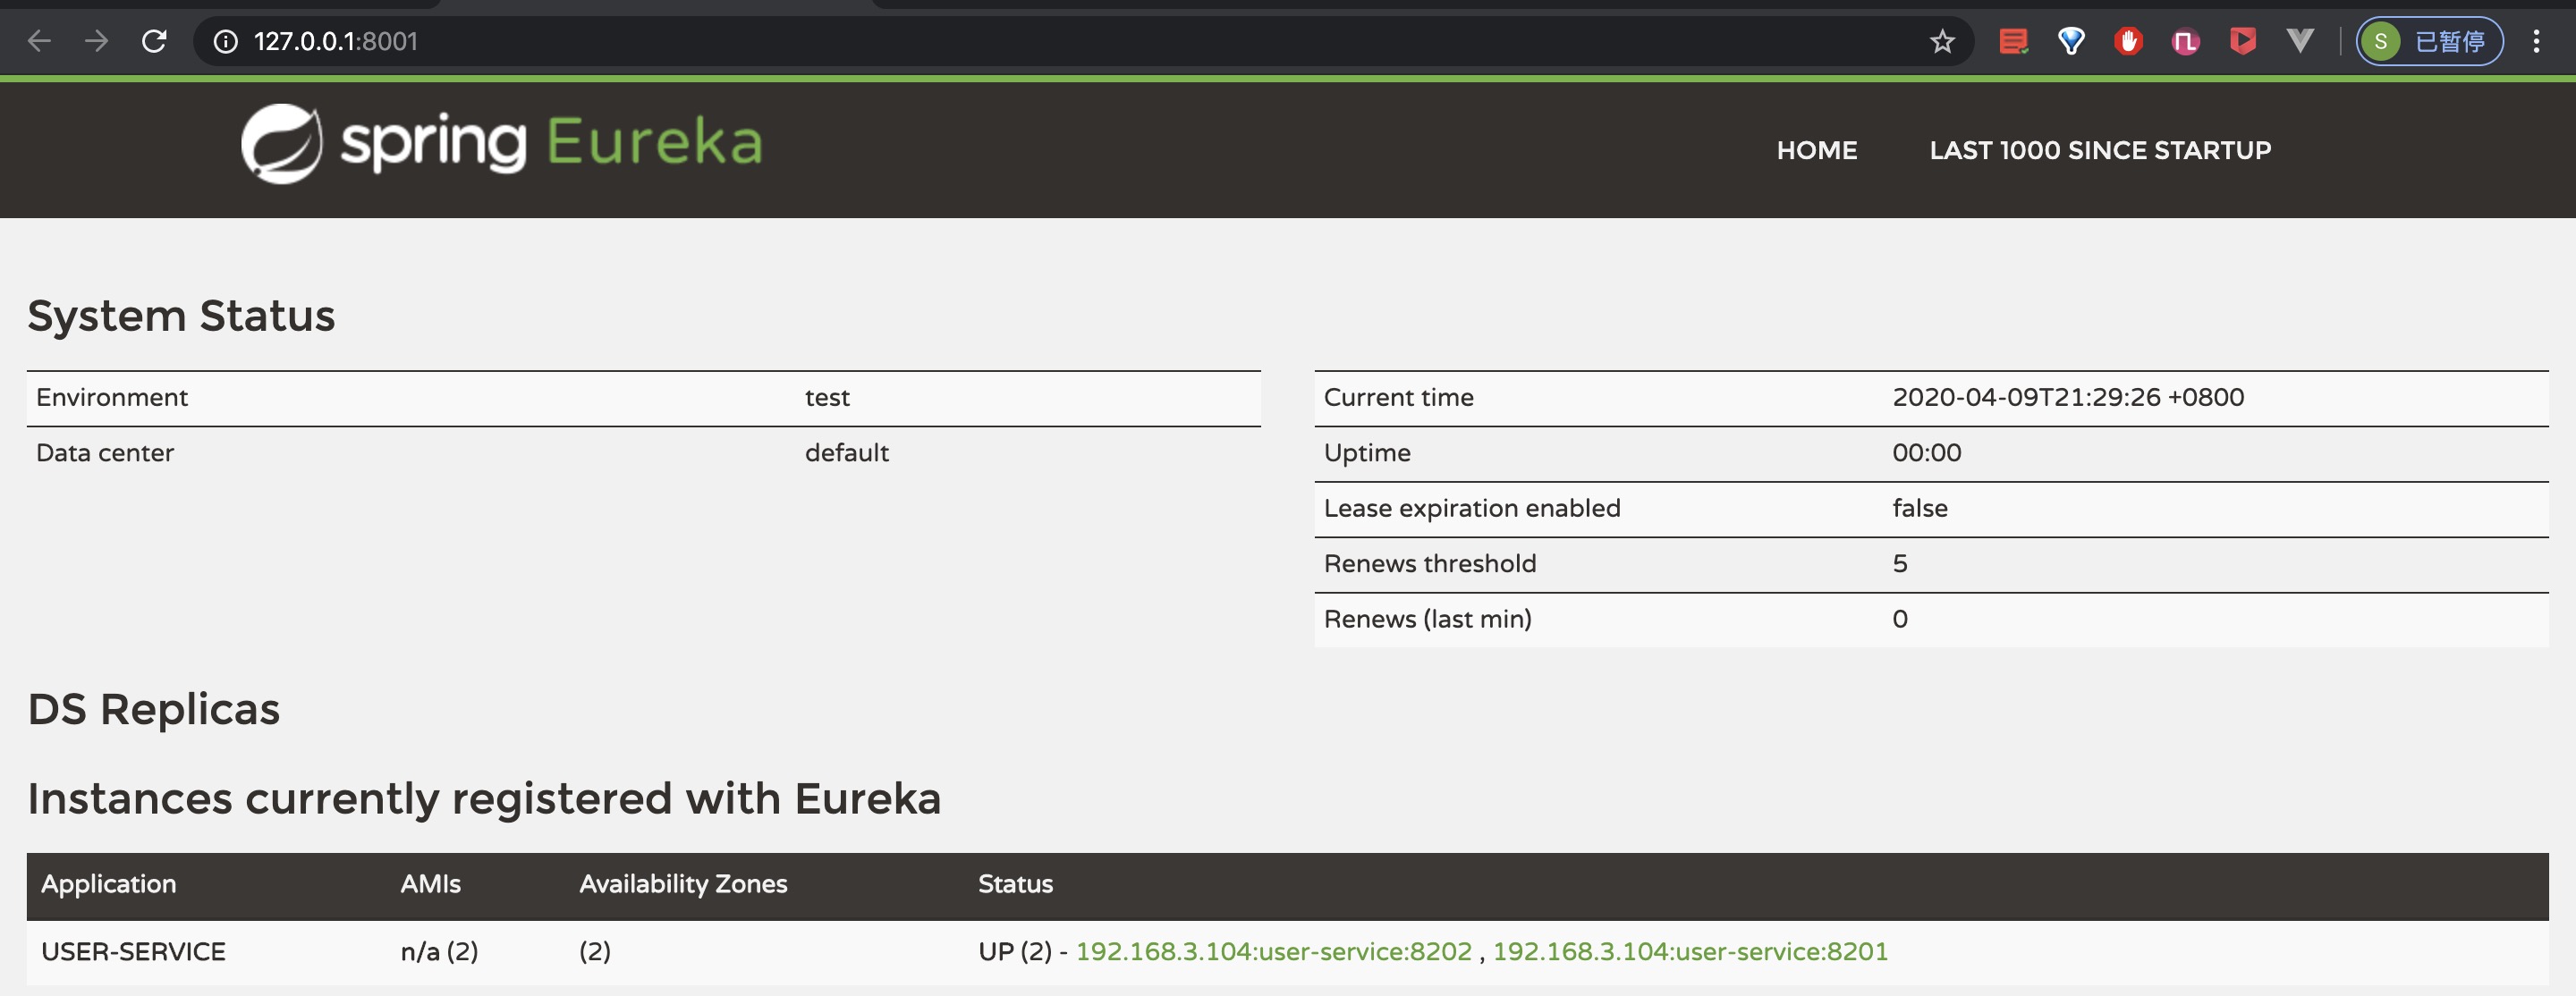 127.0.0.1:8001
S 已暂停
spring Eureka
HOME LAST 1000 SINCE STARTUP
System Status
Environment test
Data center default
Current time 2020-04-09T21:29:26 +0800
Uptime 00:00
Lease expiration enabled false
Renews threshold 5
Renews (last min) 0
DS Replicas
Instances currently registered with Eureka
Application AMIs Availability Zones Status
USER-SERVICE n/a (2) (2) UP (2) - 192.168.3.104:user-service:8202 , 192.168.3.104:user-service:8201